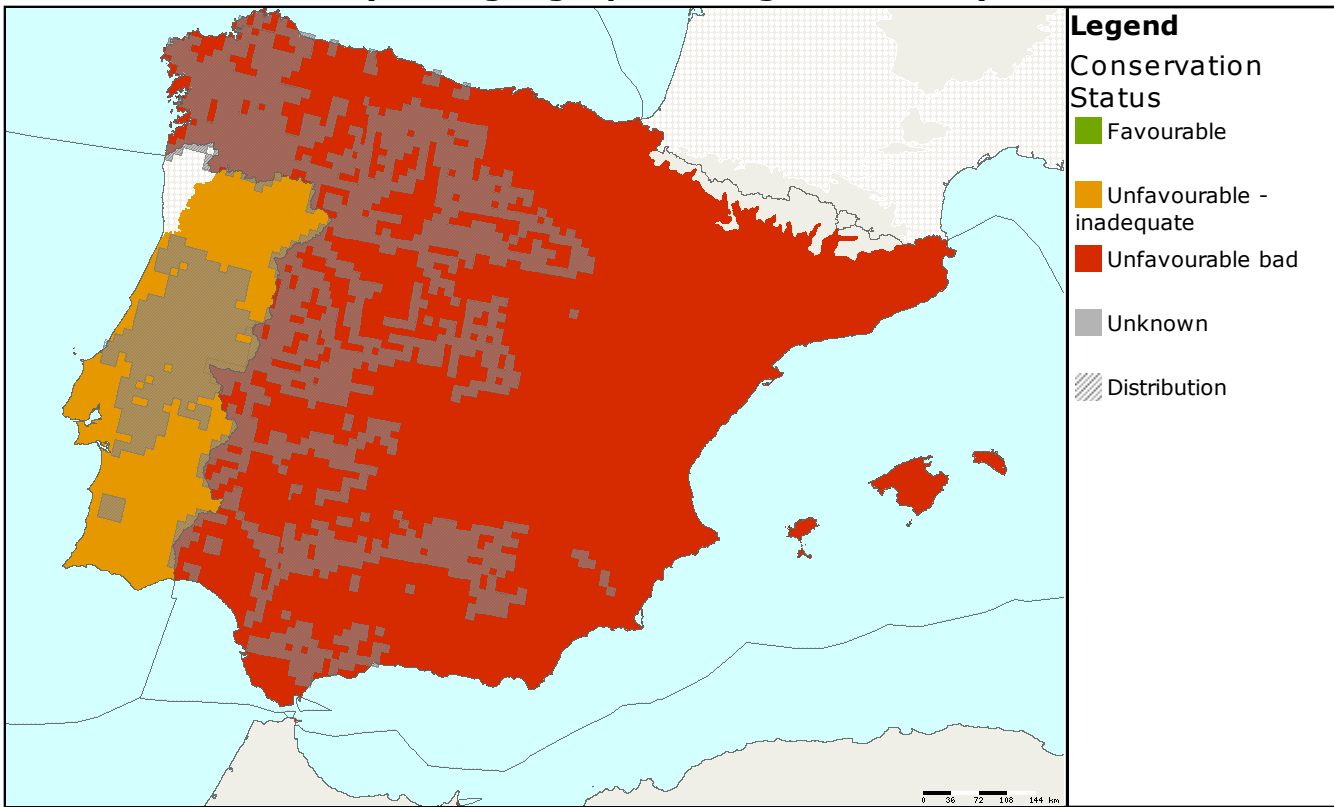 Legend
Conservation
Status
Favourable
Unfavourable -
inadequate
Unfavourable bad
Unknown
Distribution
0 36 72 108 144 km